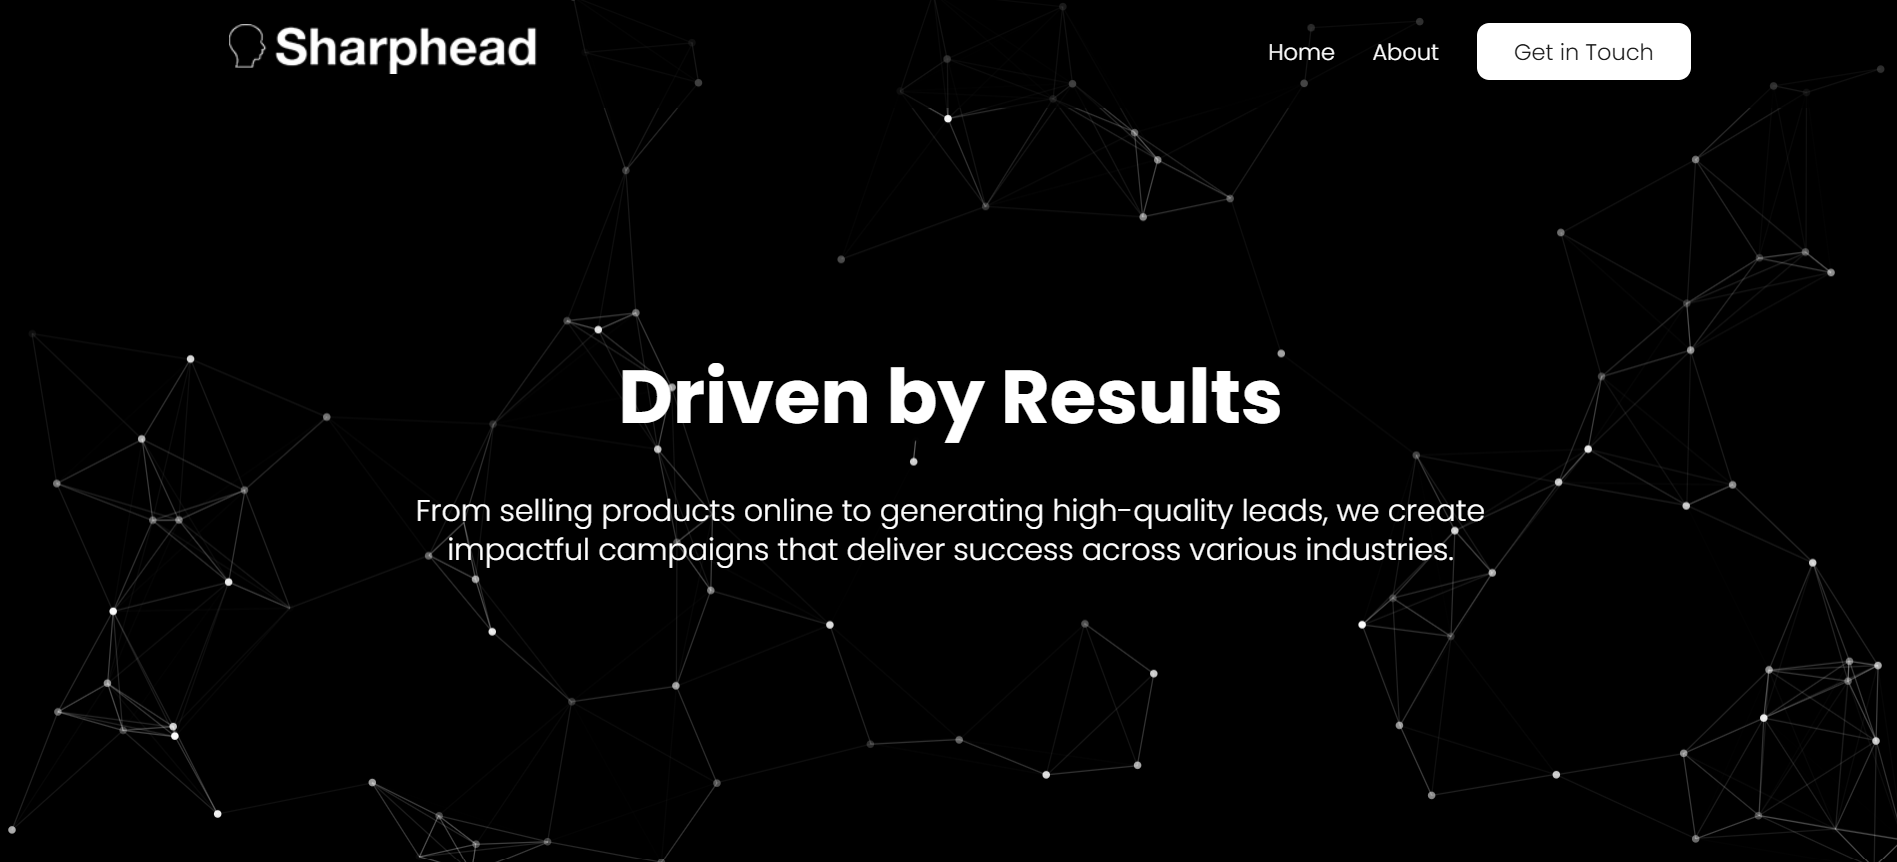 Sharphead
Home
About
Get in Touch
Driven by Results
From selling products online to generating high-quality leads, we create
impactful campaigns that deliver success across various industries.